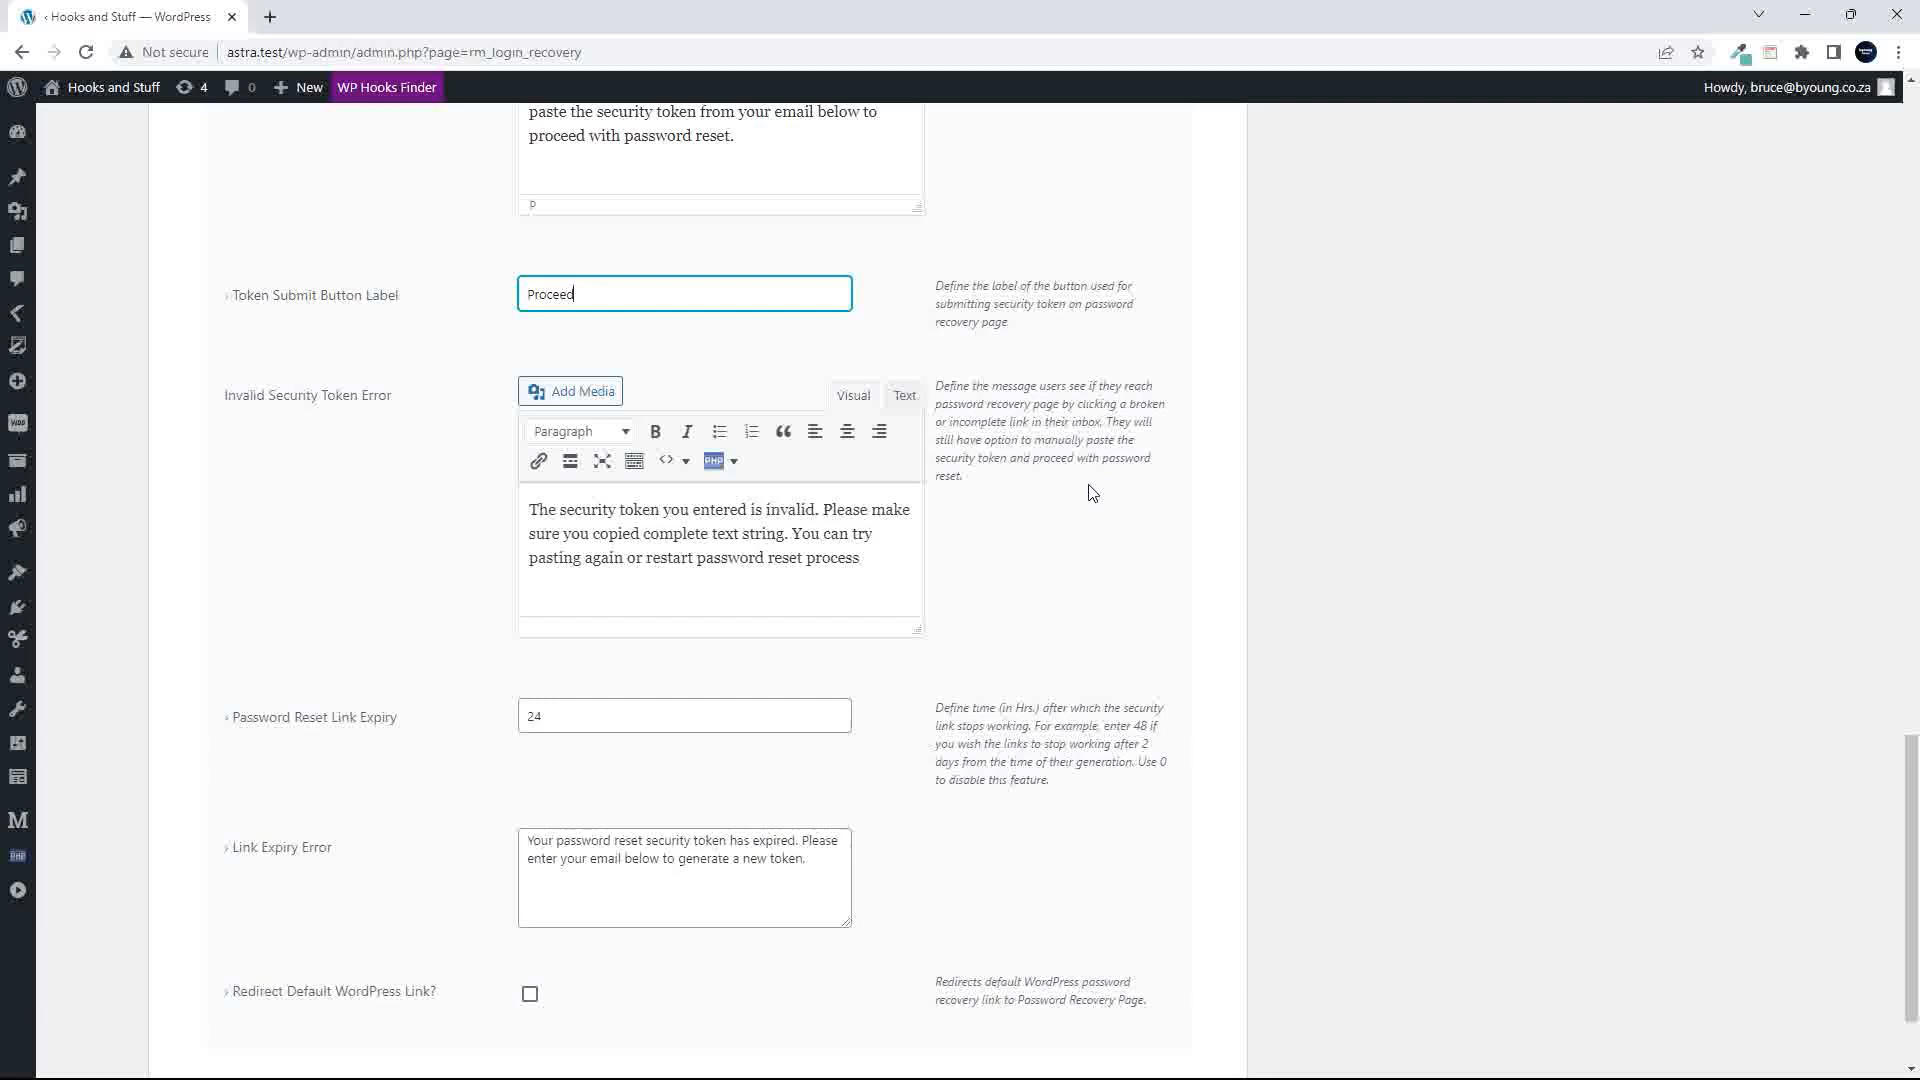 ‹ Hooks and Stuff — WordPress
Not secure
astra.test/wp-admin/admin.php?page=rm_login_recovery
Hooks and Stuff
4
0
New
WP Hooks Finder
Howdy, bruce@byoung.co.za
paste the security token from your email below to
proceed with password reset.
P
› Token Submit Button Label
Proceed
Define the label of the button used for
submitting security token on password
recovery page.
Invalid Security Token Error
Add Media
Visual
Text
Paragraph
B
I
PHP
Define the message users see if they reach
password recovery page by clicking a broken
or incomplete link in their inbox. They will
still have option to manually paste the
security token and proceed with password
reset.
The security token you entered is invalid. Please make
sure you copied complete text string. You can try
pasting again or restart password reset process
› Password Reset Link Expiry
24
Define time (in Hrs.) after which the security
link stops working. For example, enter 48 if
you wish the links to stop working after 2
days from the time of their generation. Use 0
to disable this feature.
› Link Expiry Error
Your password reset security token has expired. Please
enter your email below to generate a new token.
› Redirect Default WordPress Link?
Redirects default WordPress password
recovery link to Password Recovery Page.
M
PHP